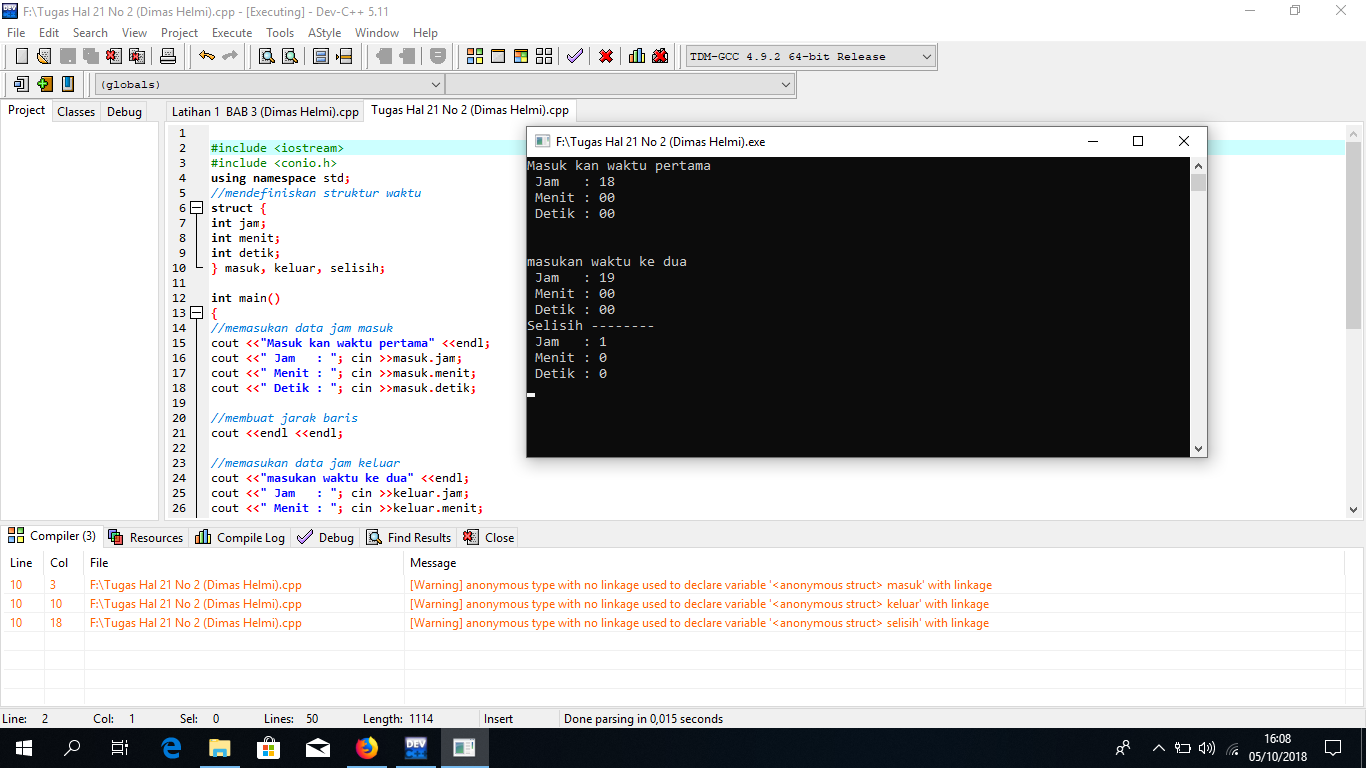 F:\Tugas Hal 21 No 2 (Dimas Helmi).cpp - [Executing] - Dev-C++ 5.11
File Edit Search View Project Execute Tools AStyle Window Help
TDM-GCC 4.9.2 64-bit Release
(globals)
Project Classes Debug
Latihan 1 BAB 3 (Dimas Helmi).cpp Tugas Hal 21 No 2 (Dimas Helmi).cpp
1
2 #include <iostream>
3 #include <conio.h>
4 using namespace std;
5 //mendefiniskan struktur waktu
6 struct {
7 int jam;
8 int menit;
9 int detik;
10 } masuk, keluar, selisih;
11
12 int main()
13 {
14 //memasukan data jam masuk
15 cout <<"Masuk kan waktu pertama" <<endl;
16 cout <<" Jam   : "; cin >>masuk.jam;
17 cout <<" Menit : "; cin >>masuk.menit;
18 cout <<" Detik : "; cin >>masuk.detik;
19
20 //membuat jarak baris
21 cout <<endl <<endl;
22
23 //memasukan data jam keluar
24 cout <<"masukan waktu ke dua" <<endl;
25 cout <<" Jam   : "; cin >>keluar.jam;
26 cout <<" Menit : "; cin >>keluar.menit;
F:\Tugas Hal 21 No 2 (Dimas Helmi).exe
Masuk kan waktu pertama
Jam   : 18
Menit : 00
Detik : 00
masukan waktu ke dua
Jam   : 19
Menit : 00
Detik : 00
Selisih --------
Jam   : 1
Menit : 0
Detik : 0
Compiler (3) Resources Compile Log Debug Find Results Close
Line Col File Message
10 3 F:\Tugas Hal 21 No 2 (Dimas Helmi).cpp [Warning] anonymous type with no linkage used to declare variable '<anonymous struct> masuk' with linkage
10 10 F:\Tugas Hal 21 No 2 (Dimas Helmi).cpp [Warning] anonymous type with no linkage used to declare variable '<anonymous struct> keluar' with linkage
10 18 F:\Tugas Hal 21 No 2 (Dimas Helmi).cpp [Warning] anonymous type with no linkage used to declare variable '<anonymous struct> selisih' with linkage
Line: 2 Col: 1 Sel: 0 Lines: 50 Length: 1114 Insert Done parsing in 0,015 seconds
DEV C++
16:08
05/10/2018